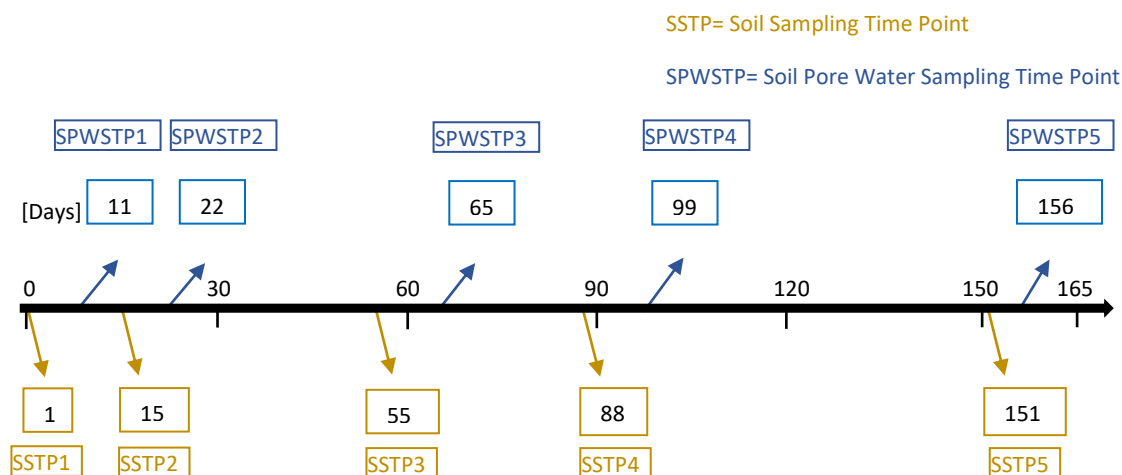 SSTP= Soil Sampling Time Point
SPWSTP= Soil Pore Water Sampling Time Point
SPWSTP1 SPWSTP2 SPWSTP3 SPWSTP4 SPWSTP5
[Days] 11 22 65 99 156
0 30 60 90 120 150 165
1 15 55 88 151
SSTP1 SSTP2 SSTP3 SSTP4 SSTP5